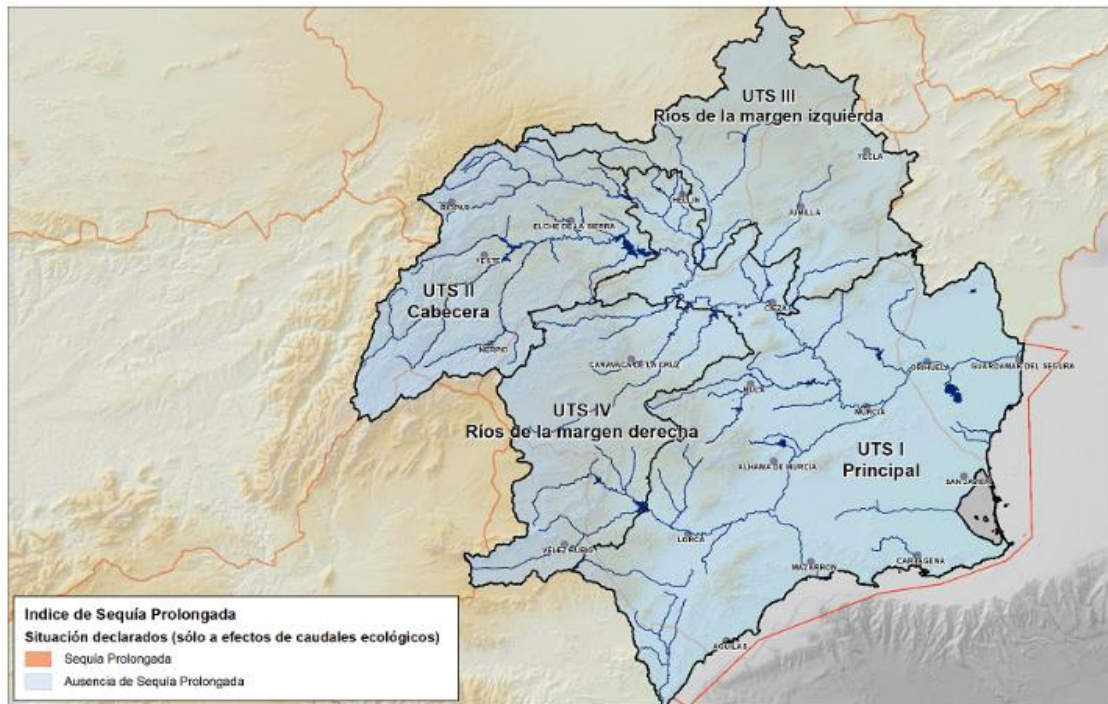 UTS III
Ríos de la margen izquierda
YECLA
HELLIN
JUMILLA
ELCHE DE LA SIERRA
YESTE
UTS II
Cabecera
NERPIO
CIEZA
CARAVACA DE LA CRUZ
ORIHUELA
GUARDAMAR DEL SEGURA
MULA
MURCIA
UTS IV
Ríos de la margen derecha
UTS I
Principal
ALHAMA DE MURCIA
SAN JAVIER
LORCA
VELEZ RUBIO
CARTAGENA
MAZARRON
AGUILAS
Indice de Sequía Prolongada
Situación declarados (sólo a efectos de caudales ecológicos)
Sequía Prolongada
Ausencia de Sequía Prolongada